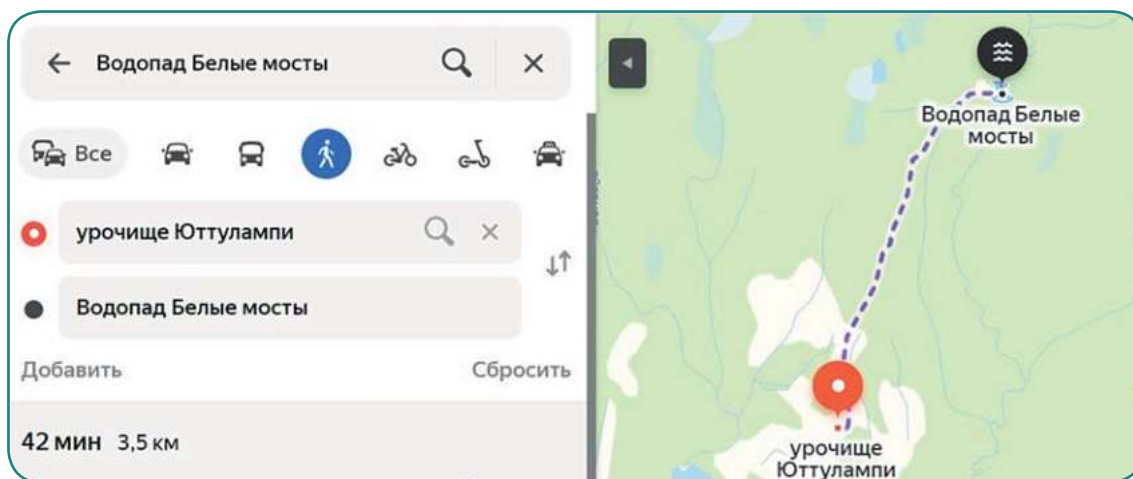 Водопад Белые мосты
Все
урочище Юттулампи
Водопад Белые мосты
Добавить Сбросить
42 мин 3,5 км
Водопад Белые
мосты
урочище
Юттулампи